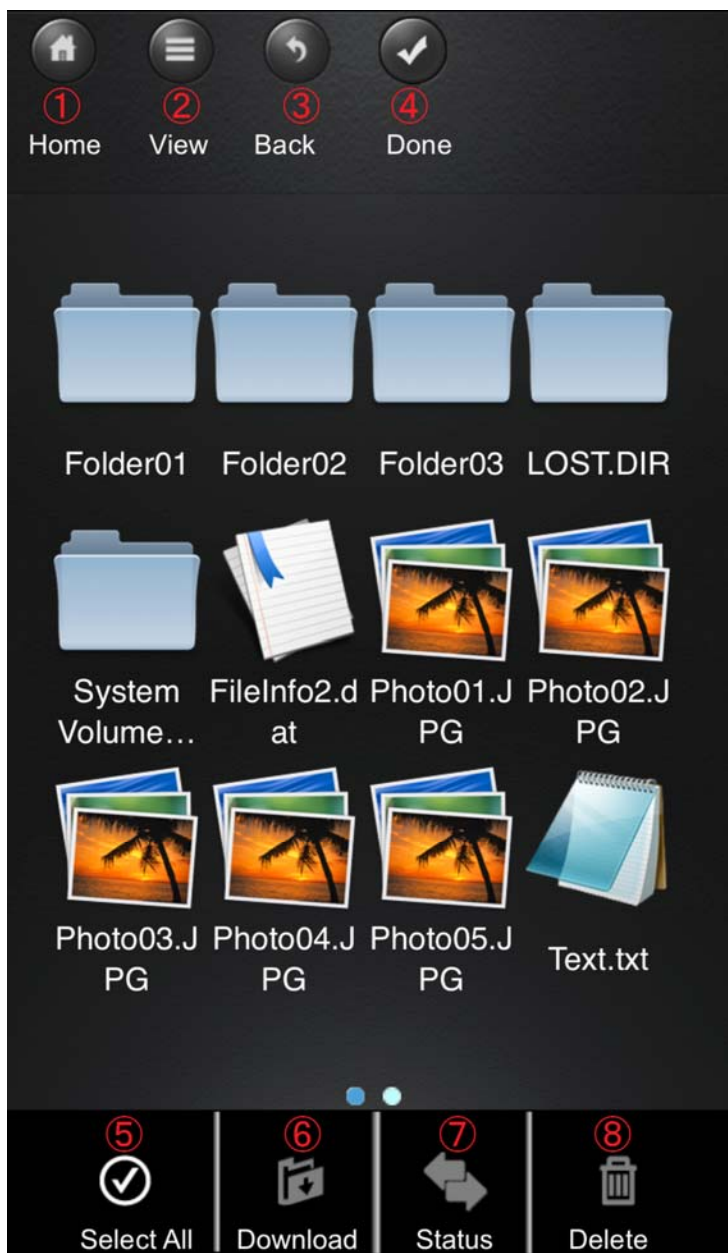 ① ② ③ ④
Home View Back Done
Folder01 Folder02 Folder03 LOST.DIR
System FileInfo2.d Photo01.J Photo02.J
Volume... at PG PG
Photo03.J Photo04.J Photo05.J Text.txt
PG PG PG
⑤ ⑥ ⑦ ⑧
Select All Download Status Delete